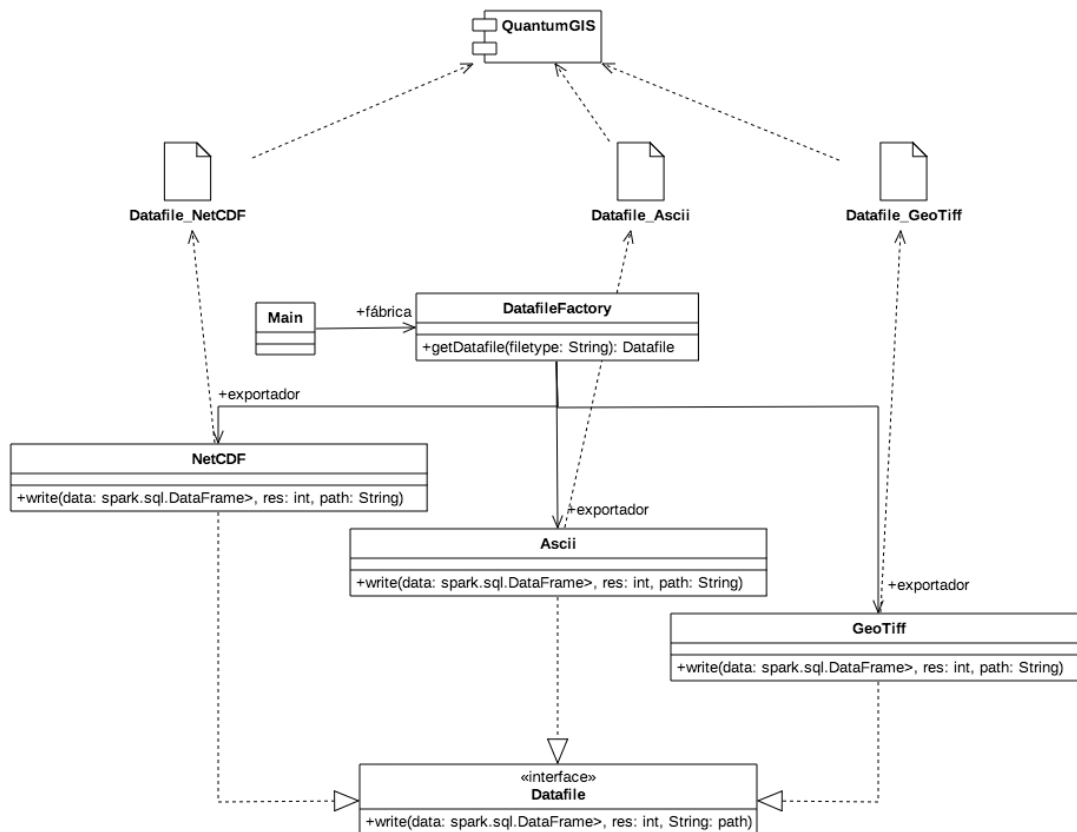 QuantumGIS
Datafile_NetCDF
Datafile_Ascii
Datafile_GeoTiff
Main
+fábrica
DatafileFactory
+getDatafile(filetype: String): Datafile
+exportador
NetCDF
+write(data: spark.sql.DataFrame>, res: int, path: String)
+exportador
Ascii
+write(data: spark.sql.DataFrame>, res: int, path: String)
+exportador
GeoTiff
+write(data: spark.sql.DataFrame>, res: int, path: String)
«interface»
Datafile
+write(data: spark.sql.DataFrame>, res: int, String: path)